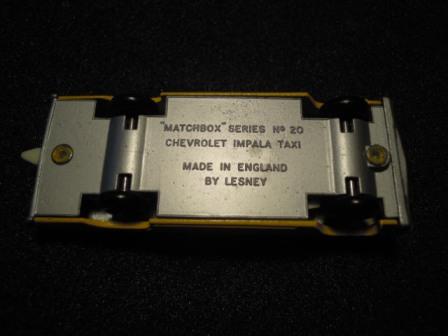 "MATCHBOX" SERIES Nº 20
CHEVROLET IMPALA TAXI
MADE IN ENGLAND
BY LESNEY